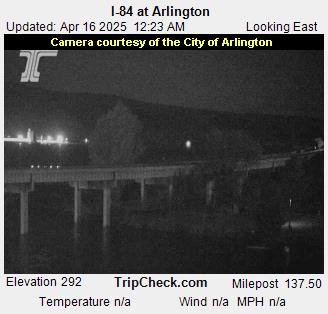 I-84 at Arlington
Updated: Apr 16 2025 12:23 AM Looking East
Camera courtesy of the City of Arlington
Elevation 292 TripCheck.com Milepost 137.50
Temperature n/a Wind n/a MPH n/a